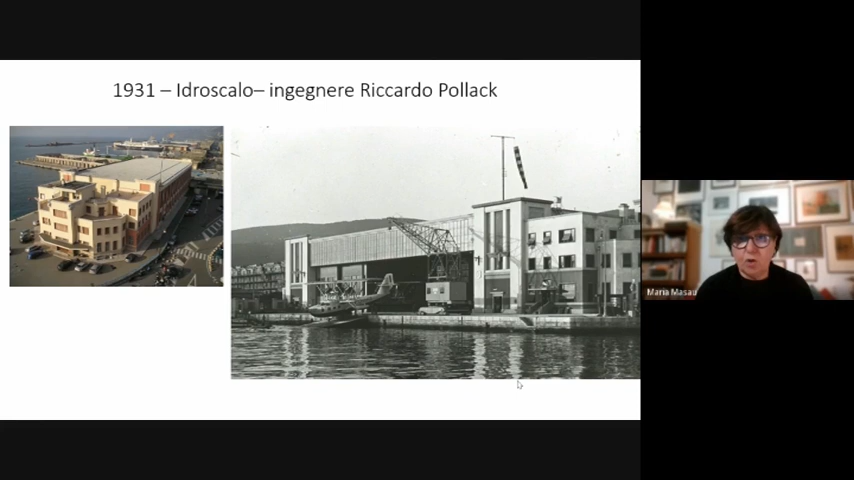 1931 – Idroscalo– ingegnere Riccardo Pollack
Maria Masau